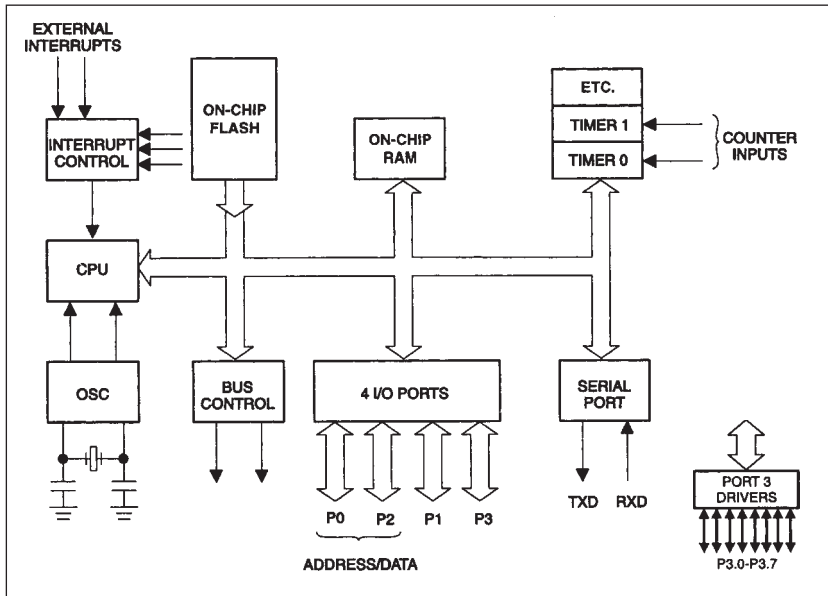 EXTERNAL
INTERRUPTS
INTERRUPT
CONTROL
ON-CHIP
FLASH
ON-CHIP
RAM
ETC.
TIMER 1
TIMER 0
COUNTER
INPUTS
CPU
OSC
BUS
CONTROL
4 I/O PORTS
SERIAL
PORT
TXD
RXD
P0
P2
P1
P3
ADDRESS/DATA
PORT 3
DRIVERS
P3.0-P3.7